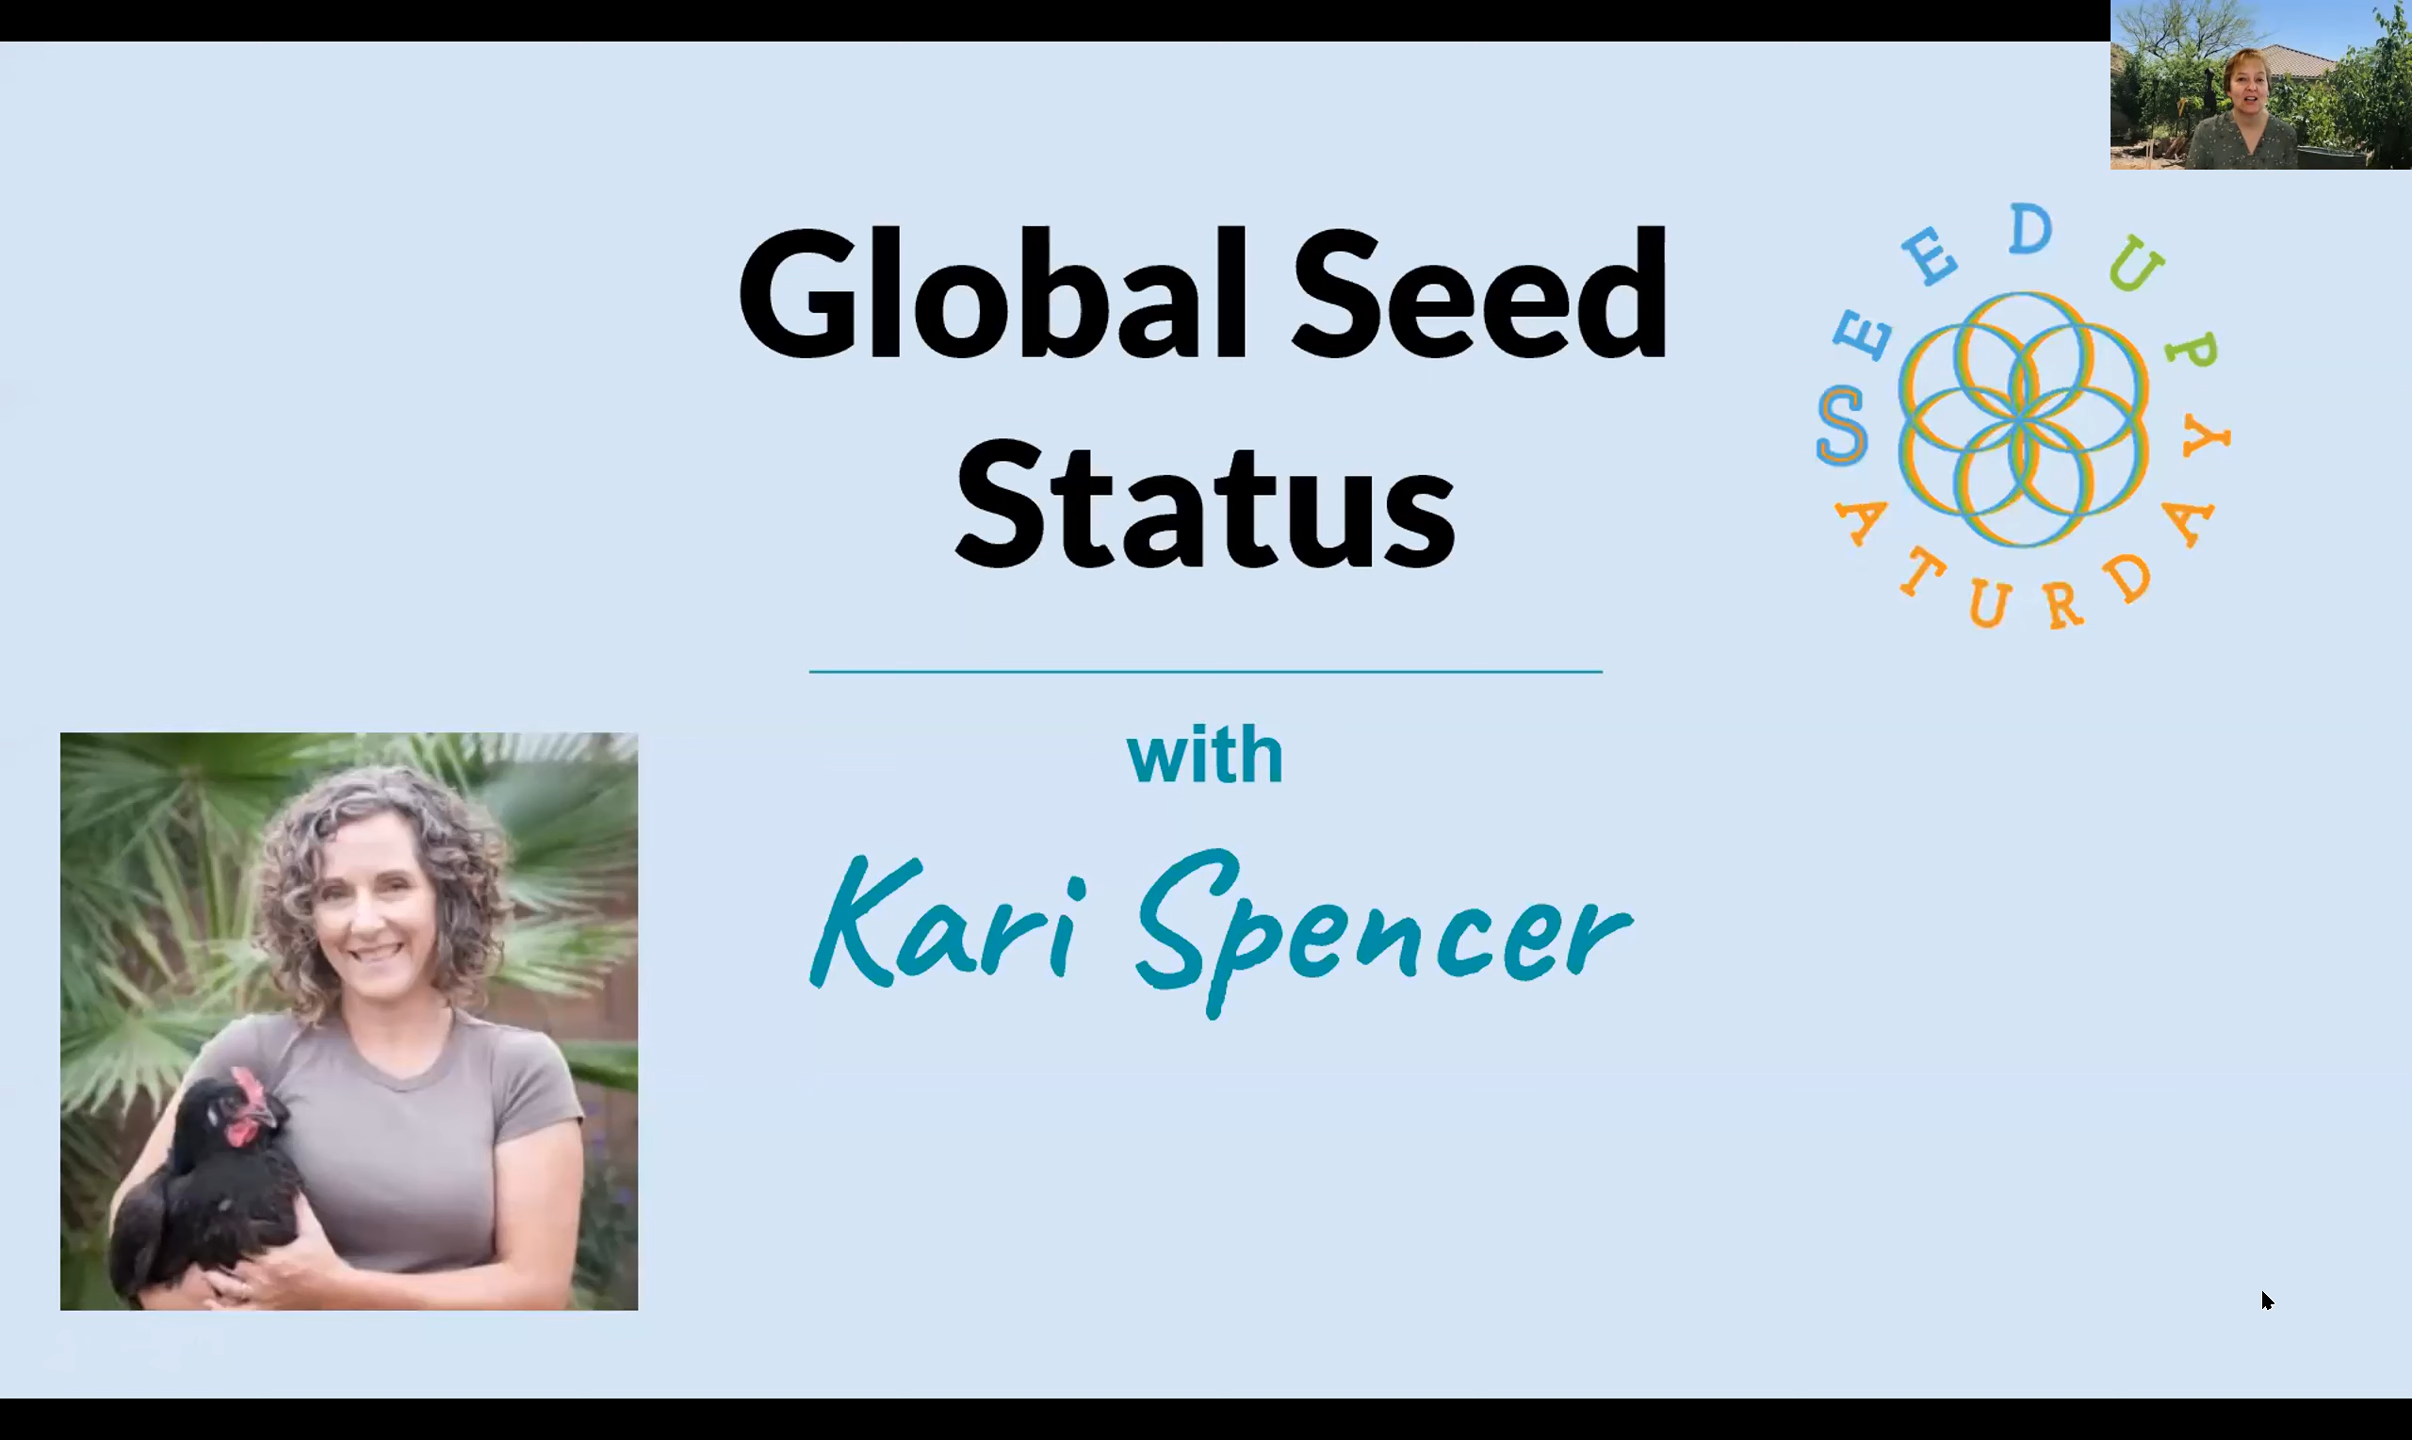 Global Seed
Status
SEED UP
SATURDAY
with
Kari Spencer